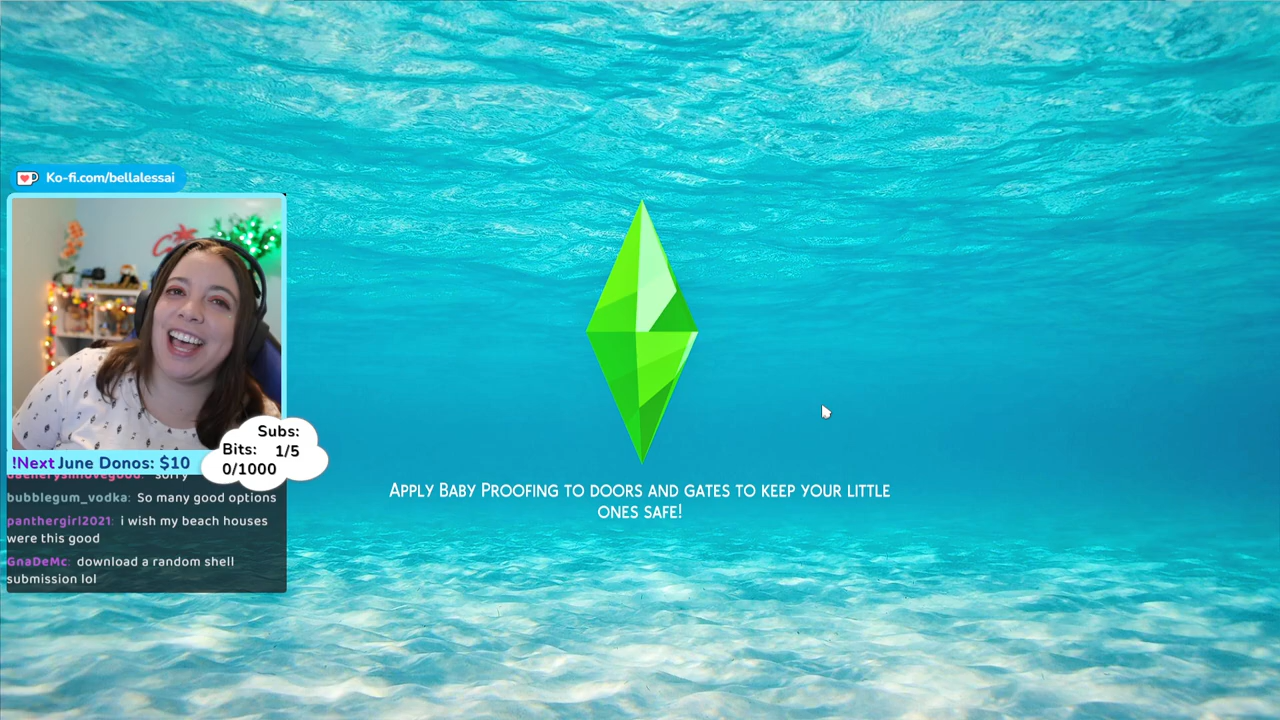 Ko-fi.com/bellalessai
Subs:
Bits: 1/5
0/1000
!Next June Donos: $10
sorry
bubblegum_vodka: So many good options
panthergirl2021: i wish my beach houses
were this good
GnaDeMc: download a random shell
submission lol
Apply Baby Proofing to doors and gates to keep your little
ones safe!